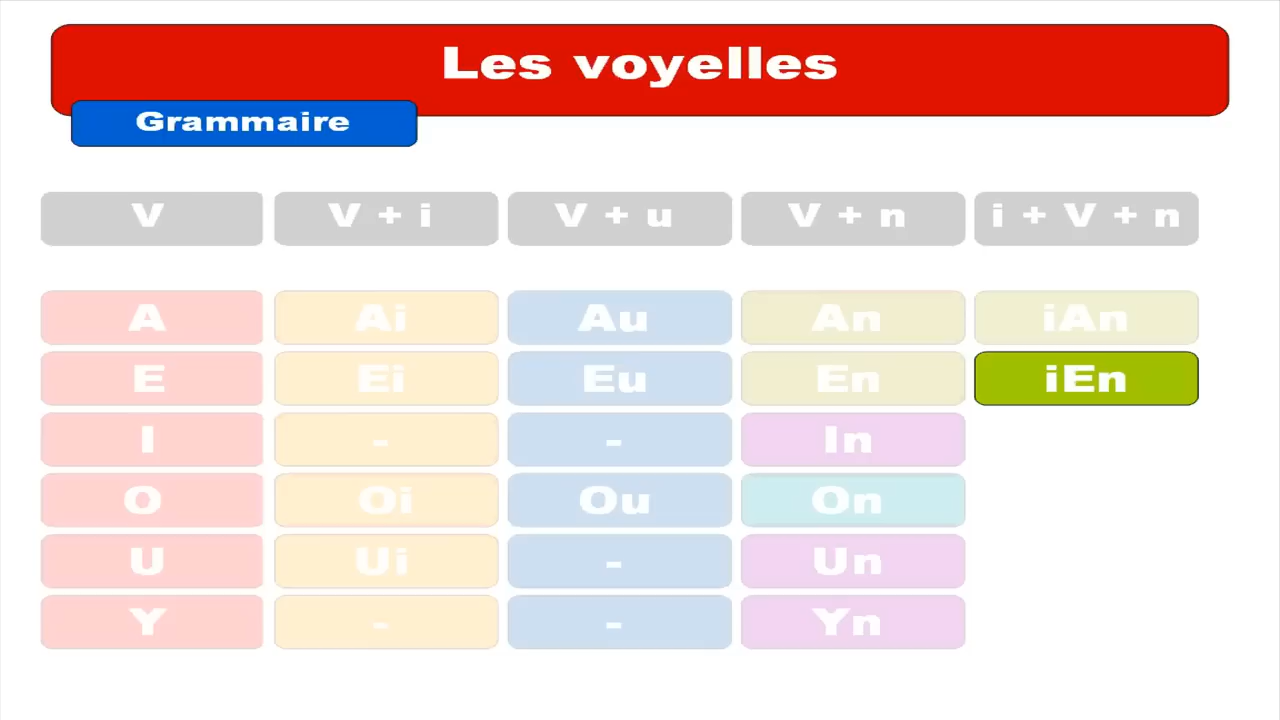 Les voyelles
Grammaire
V V + i V + u V + n i + V + n
A Ai Au An iAn
E Ei Eu En iEn
I - - In
O Oi Ou On
U Ui - Un
Y - - Yn